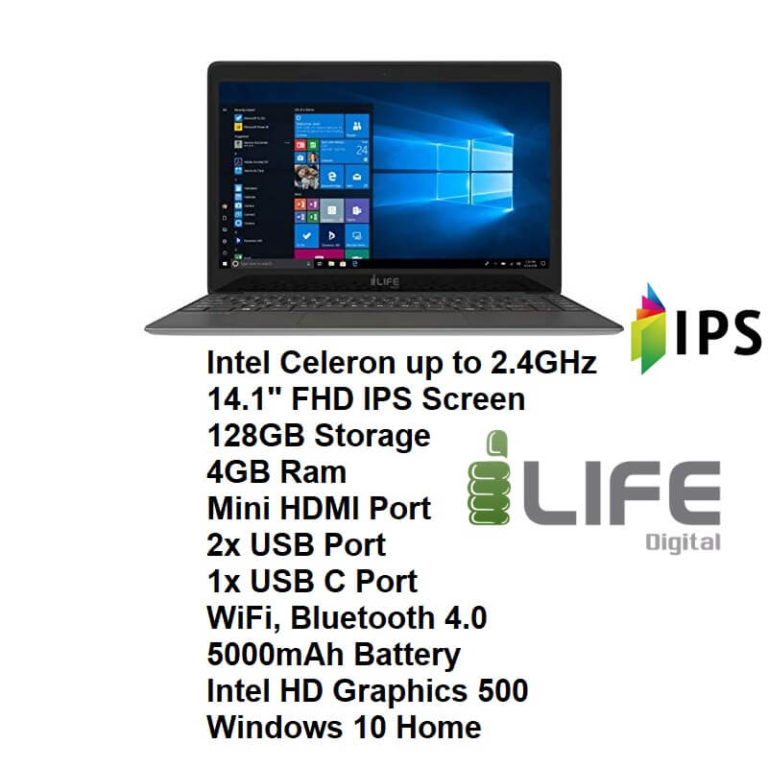 iLIFE
IPS
Intel Celeron up to 2.4GHz
14.1" FHD IPS Screen
128GB Storage
4GB Ram
Mini HDMI Port
2x USB Port
1x USB C Port
WiFi, Bluetooth 4.0
5000mAh Battery
Intel HD Graphics 500
Windows 10 Home
iLIFE
Digital